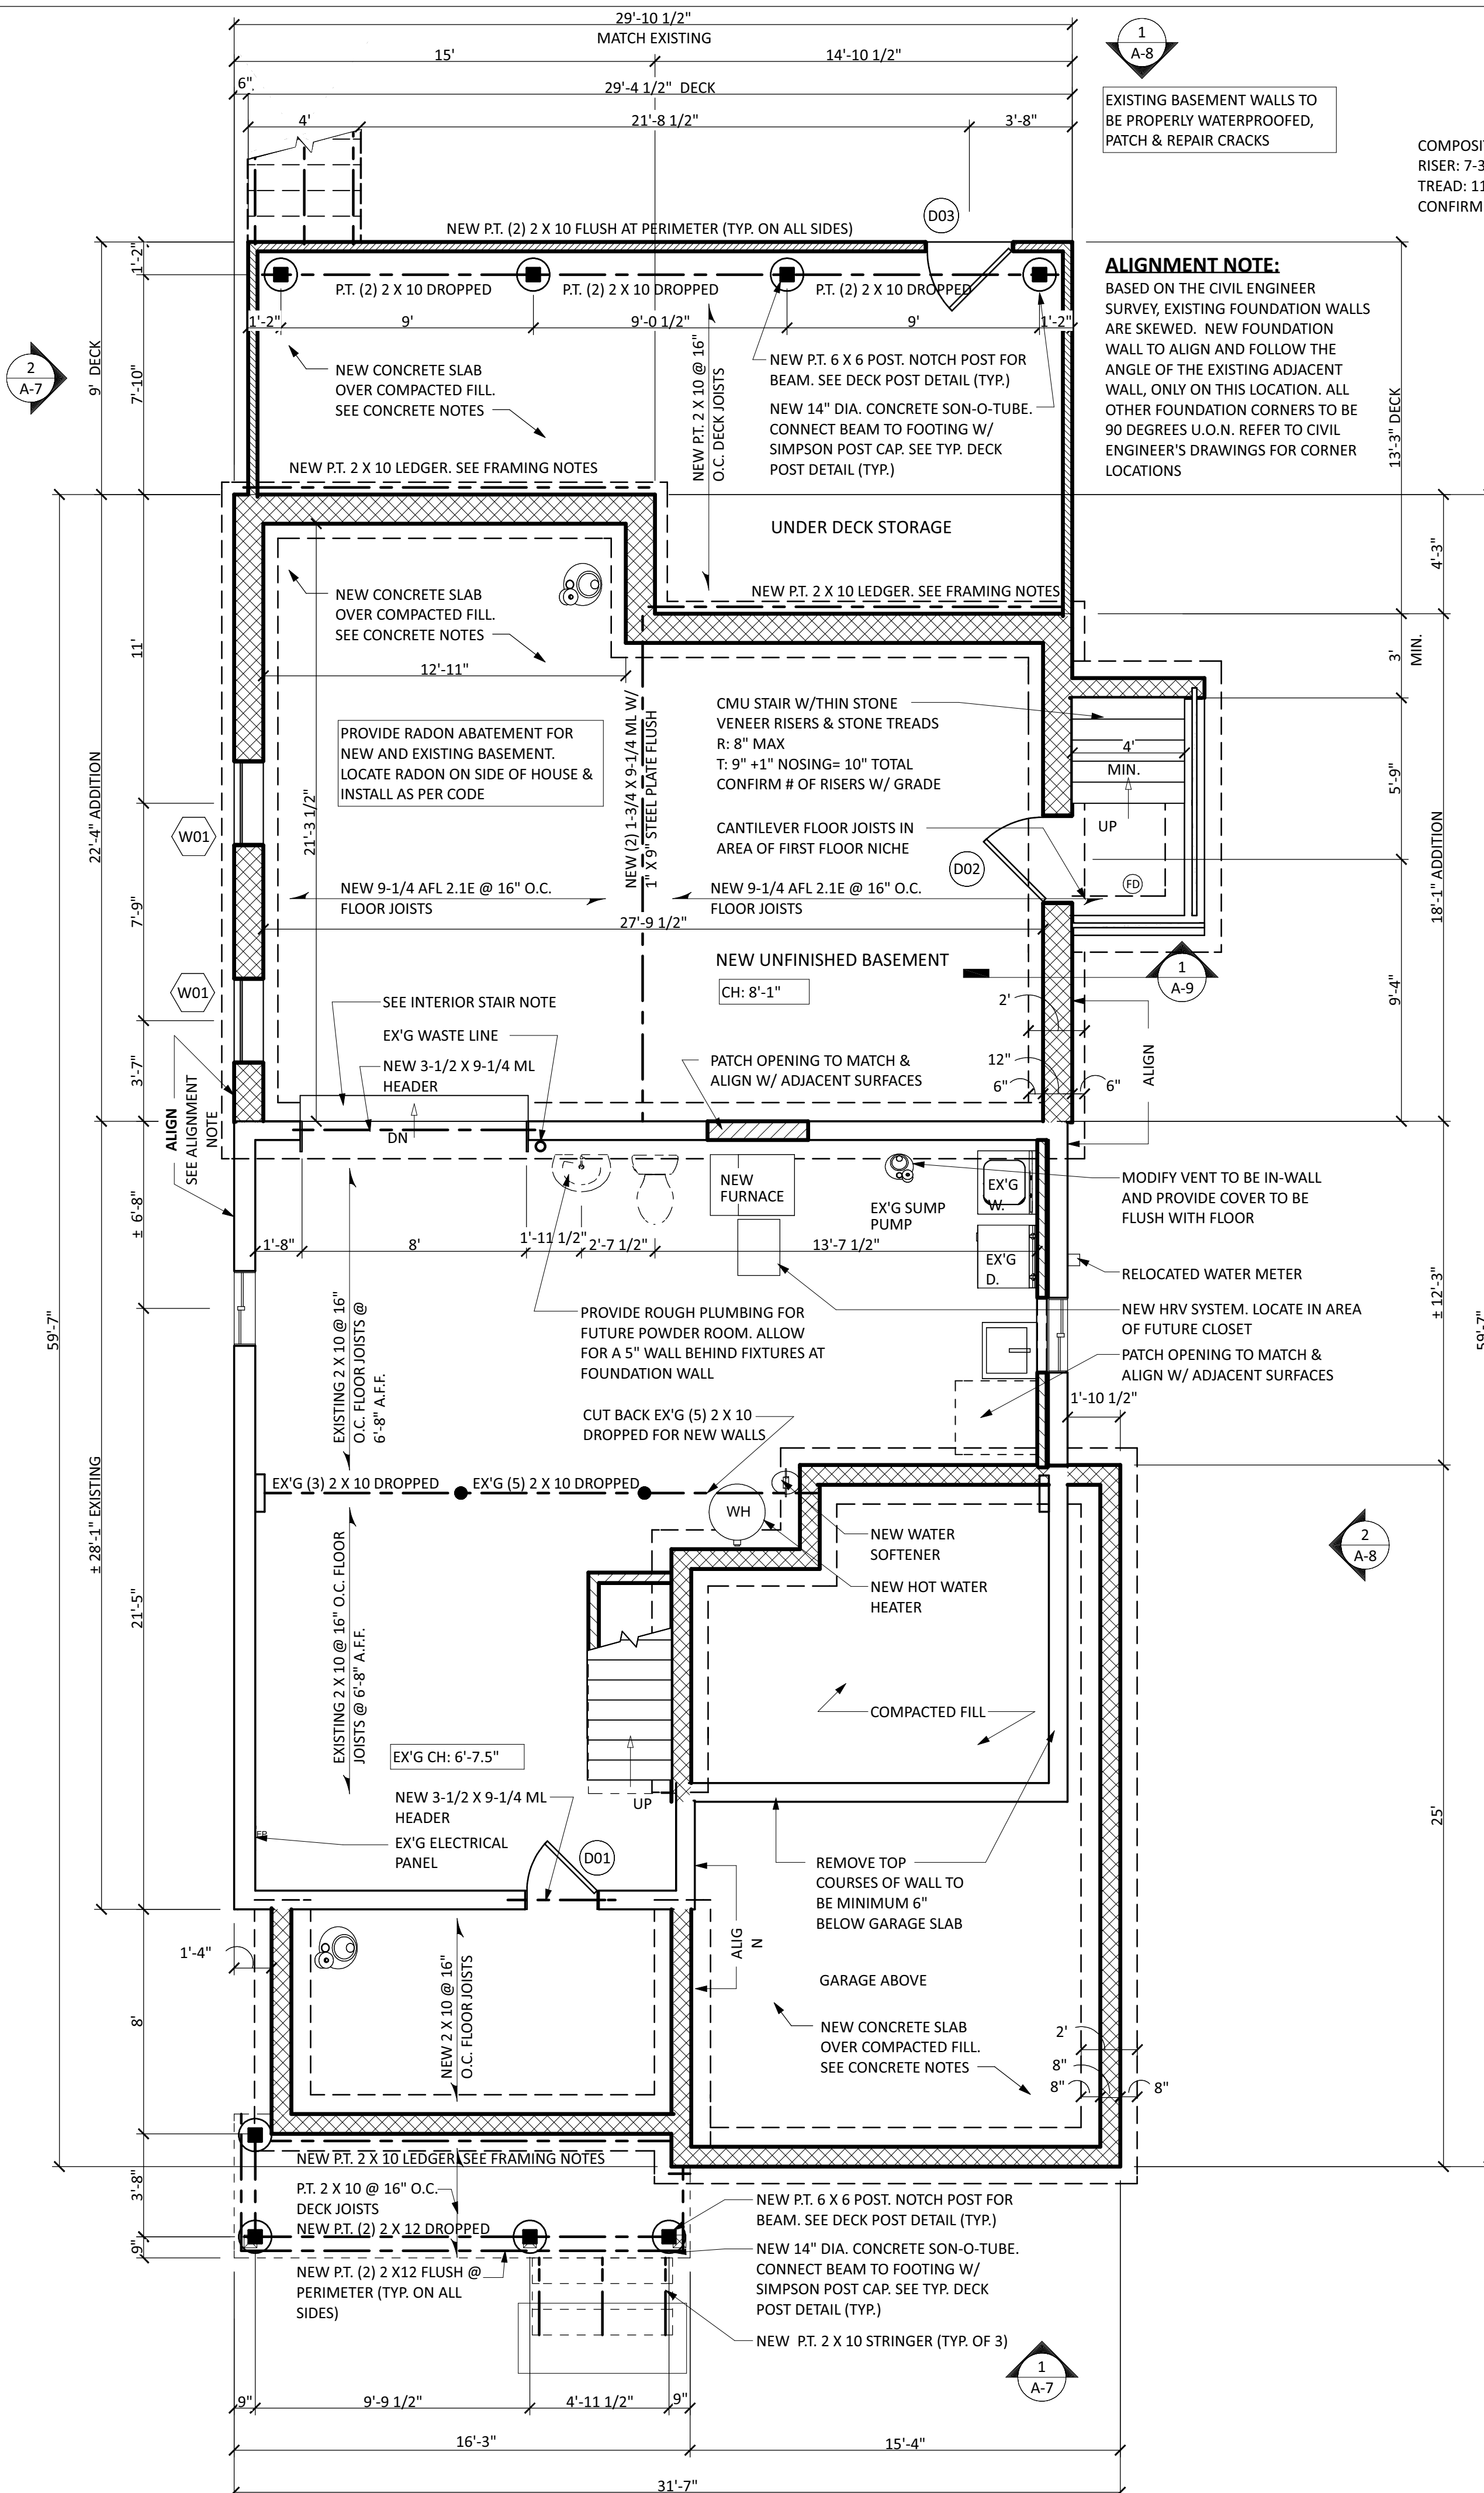 29'-10 1/2"
MATCH EXISTING
15'
14'-10 1/2"
6"
29'-4 1/2" DECK
4'
21'-8 1/2"
3'-8"
1
A-8
EXISTING BASEMENT WALLS TO
BE PROPERLY WATERPROOFED,
PATCH & REPAIR CRACKS
RISER: 7-3
TREAD: 11
CONFIRM
D03
NEW P.T. (2) 2 X 10 FLUSH AT PERIMETER (TYP. ON ALL SIDES)
1'-2"
P.T. (2) 2 X 10 DROPPED
P.T. (2) 2 X 10 DROPPED
P.T. (2) 2 X 10 DROPPED
1'-2"
9'
9'-0 1/2"
9'
1'-2"
ALIGNMENT NOTE:
BASED ON THE CIVIL ENGINEER
SURVEY, EXISTING FOUNDATION WALLS
ARE SKEWED.  NEW FOUNDATION
WALL TO ALIGN AND FOLLOW THE
ANGLE OF THE EXISTING ADJACENT
WALL, ONLY ON THIS LOCATION. ALL
OTHER FOUNDATION CORNERS TO BE
90 DEGREES U.O.N. REFER TO CIVIL
ENGINEER'S DRAWINGS FOR CORNER
LOCATIONS
2
A-7
9'  DECK
7'-10"
NEW CONCRETE SLAB
OVER COMPACTED FILL.
SEE CONCRETE NOTES
NEW P.T. 2 X 10 @ 16"
O.C. DECK JOISTS
NEW P.T. 6 X 6 POST. NOTCH POST FOR
BEAM. SEE DECK POST DETAIL (TYP.)
NEW 14" DIA. CONCRETE SON-O-TUBE.
CONNECT BEAM TO FOOTING W/
SIMPSON POST CAP. SEE TYP. DECK
POST DETAIL (TYP.)
13'-3" DECK
NEW P.T. 2 X 10 LEDGER. SEE FRAMING NOTES
UNDER DECK STORAGE
4'-3"
NEW P.T. 2 X 10 LEDGER. SEE FRAMING NOTES
NEW CONCRETE SLAB
OVER COMPACTED FILL.
SEE CONCRETE NOTES
11'
3'
MIN.
12'-11"
NEW (2) 1-3/4 X 9-1/4 ML W/
1" X 9" STEEL PLATE FLUSH
CMU STAIR W/THIN STONE
VENEER RISERS & STONE TREADS
R: 8" MAX
T: 9" +1" NOSING= 10" TOTAL
CONFIRM # OF RISERS W/ GRADE
4'
MIN.
UP
5'-9"
PROVIDE RADON ABATEMENT FOR
NEW AND EXISTING BASEMENT.
LOCATE RADON ON SIDE OF HOUSE &
INSTALL AS PER CODE
22'-4" ADDITION
W01
21'-3 1/2"
CANTILEVER FLOOR JOISTS IN
AREA OF FIRST FLOOR NICHE
D02
FD
18'-1" ADDITION
NEW 9-1/4 AFL 2.1E @ 16" O.C.
FLOOR JOISTS
NEW 9-1/4 AFL 2.1E @ 16" O.C.
FLOOR JOISTS
7'-9"
27'-9 1/2"
NEW UNFINISHED BASEMENT
CH: 8'-1"
1
A-9
9'-4"
W01
SEE INTERIOR STAIR NOTE
EX'G WASTE LINE
NEW 3-1/2 X 9-1/4 ML
HEADER
2'
12"
6"
6"
ALIGN
PATCH OPENING TO MATCH &
ALIGN W/ ADJACENT SURFACES
3'-7"
ALIGN
SEE ALIGNMENT
NOTE
DN
NEW
FURNACE
EX'G SUMP
PUMP
EX'G
W.
EX'G
D.
MODIFY VENT TO BE IN-WALL
AND PROVIDE COVER TO BE
FLUSH WITH FLOOR
± 6'-8"
1'-8"
8'
1'-11 1/2"
2'-7 1/2"
13'-7 1/2"
RELOCATED WATER METER
NEW HRV SYSTEM. LOCATE IN AREA
OF FUTURE CLOSET
PATCH OPENING TO MATCH &
ALIGN W/ ADJACENT SURFACES
± 12'-3"
59'-7"
59'-7"
PROVIDE ROUGH PLUMBING FOR
FUTURE POWDER ROOM. ALLOW
FOR A 5" WALL BEHIND FIXTURES AT
FOUNDATION WALL
EXISTING 2 X 10 @ 16"
O.C. FLOOR JOISTS @
6'-8" A.F.F.
1'-10 1/2"
CUT BACK EX'G (5) 2 X 10
DROPPED FOR NEW WALLS
EX'G (3) 2 X 10 DROPPED
EX'G (5) 2 X 10 DROPPED
WH
NEW WATER
SOFTENER
NEW HOT WATER
HEATER
2
A-8
± 28'-1" EXISTING
21'-5"
EXISTING 2 X 10 @ 16" O.C. FLOOR
JOISTS @ 6'-8" A.F.F.
COMPACTED FILL
EX'G CH: 6'-7.5"
UP
25'
NEW 3-1/2 X 9-1/4 ML
HEADER
EX'G ELECTRICAL
PANEL
D01
REMOVE TOP
COURSES OF WALL TO
BE MINIMUM 6"
BELOW GARAGE SLAB
ALIG
N
1'-4"
NEW 2 X 10 @ 16"
O.C. FLOOR JOISTS
GARAGE ABOVE
8'
NEW CONCRETE SLAB
OVER COMPACTED FILL.
SEE CONCRETE NOTES
2'
8"
8"
8"
NEW P.T. 2 X 10 LEDGER. SEE FRAMING NOTES
3'-8"
P.T. 2 X 10 @ 16" O.C.
DECK JOISTS
NEW P.T. (2) 2 X 12 DROPPED
9"
NEW P.T. (2) 2 X12 FLUSH @
PERIMETER (TYP. ON ALL
SIDES)
NEW P.T. 6 X 6 POST. NOTCH POST FOR
BEAM. SEE DECK POST DETAIL (TYP.)
NEW 14" DIA. CONCRETE SON-O-TUBE.
CONNECT BEAM TO FOOTING W/
SIMPSON POST CAP. SEE TYP. DECK
POST DETAIL (TYP.)
NEW  P.T. 2 X 10 STRINGER (TYP. OF 3)
1
A-7
9"
9'-9 1/2"
4'-11 1/2"
9"
16'-3"
15'-4"
31'-7"